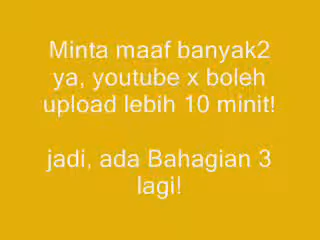 Minta maaf banyak2
ya, youtube x boleh
upload lebih 10 minit!
jadi, ada Bahagian 3
lagi!